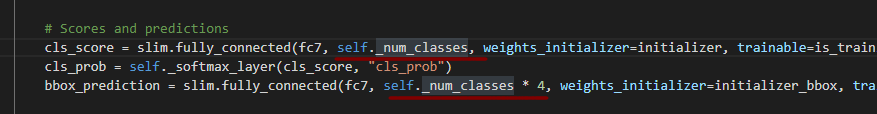 # Scores and predictions
cls_score = slim.fully_connected(fc7, self._num_classes, weights_initializer=initializer, trainable=is_train
cls_prob = self._softmax_layer(cls_score, "cls_prob")
bbox_prediction = slim.fully_connected(fc7, self._num_classes * 4, weights_initializer=initializer_bbox, tra